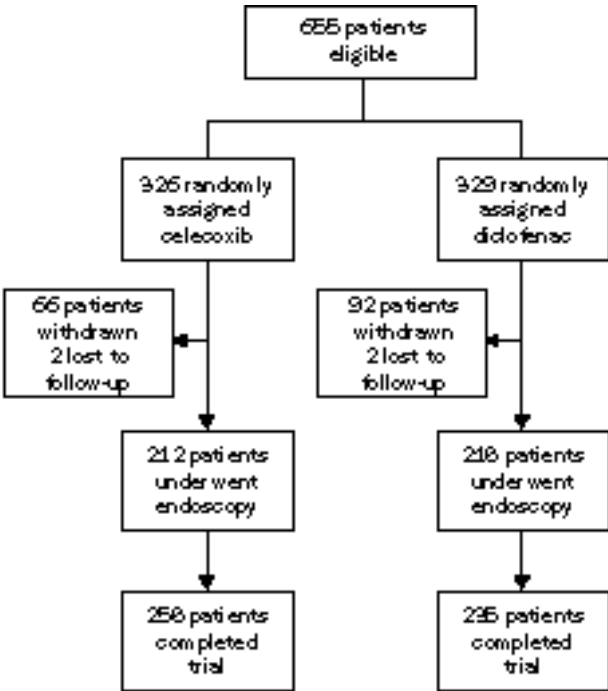 655 patients
eligible
326 randomly
assigned
celecoxib
329 randomly
assigned
diclofenac
66 patients
withdrawn
2 lost to
follow-up
92 patients
withdrawn
2 lost to
follow-up
212 patients
underwent
endoscopy
218 patients
underwent
endoscopy
258 patients
completed
trial
235 patients
completed
trial